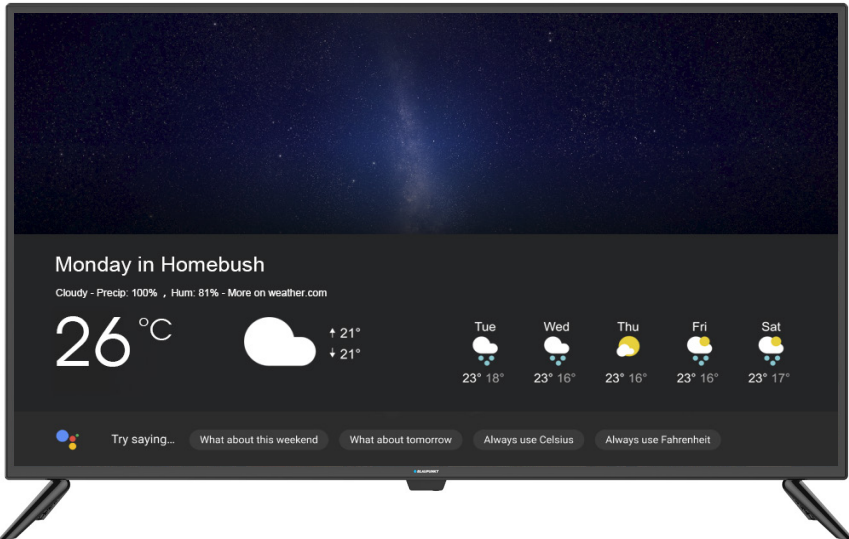 Monday in Homebush
Cloudy - Precip: 100% , Hum: 81% - More on weather.com
26 °C
↑ 21°
↓ 21°
Tue Wed Thu Fri Sat
23° 18° 23° 16° 23° 16° 23° 16° 23° 17°
Try saying... What about this weekend What about tomorrow Always use Celsius Always use Fahrenheit
BLAUPUNKT